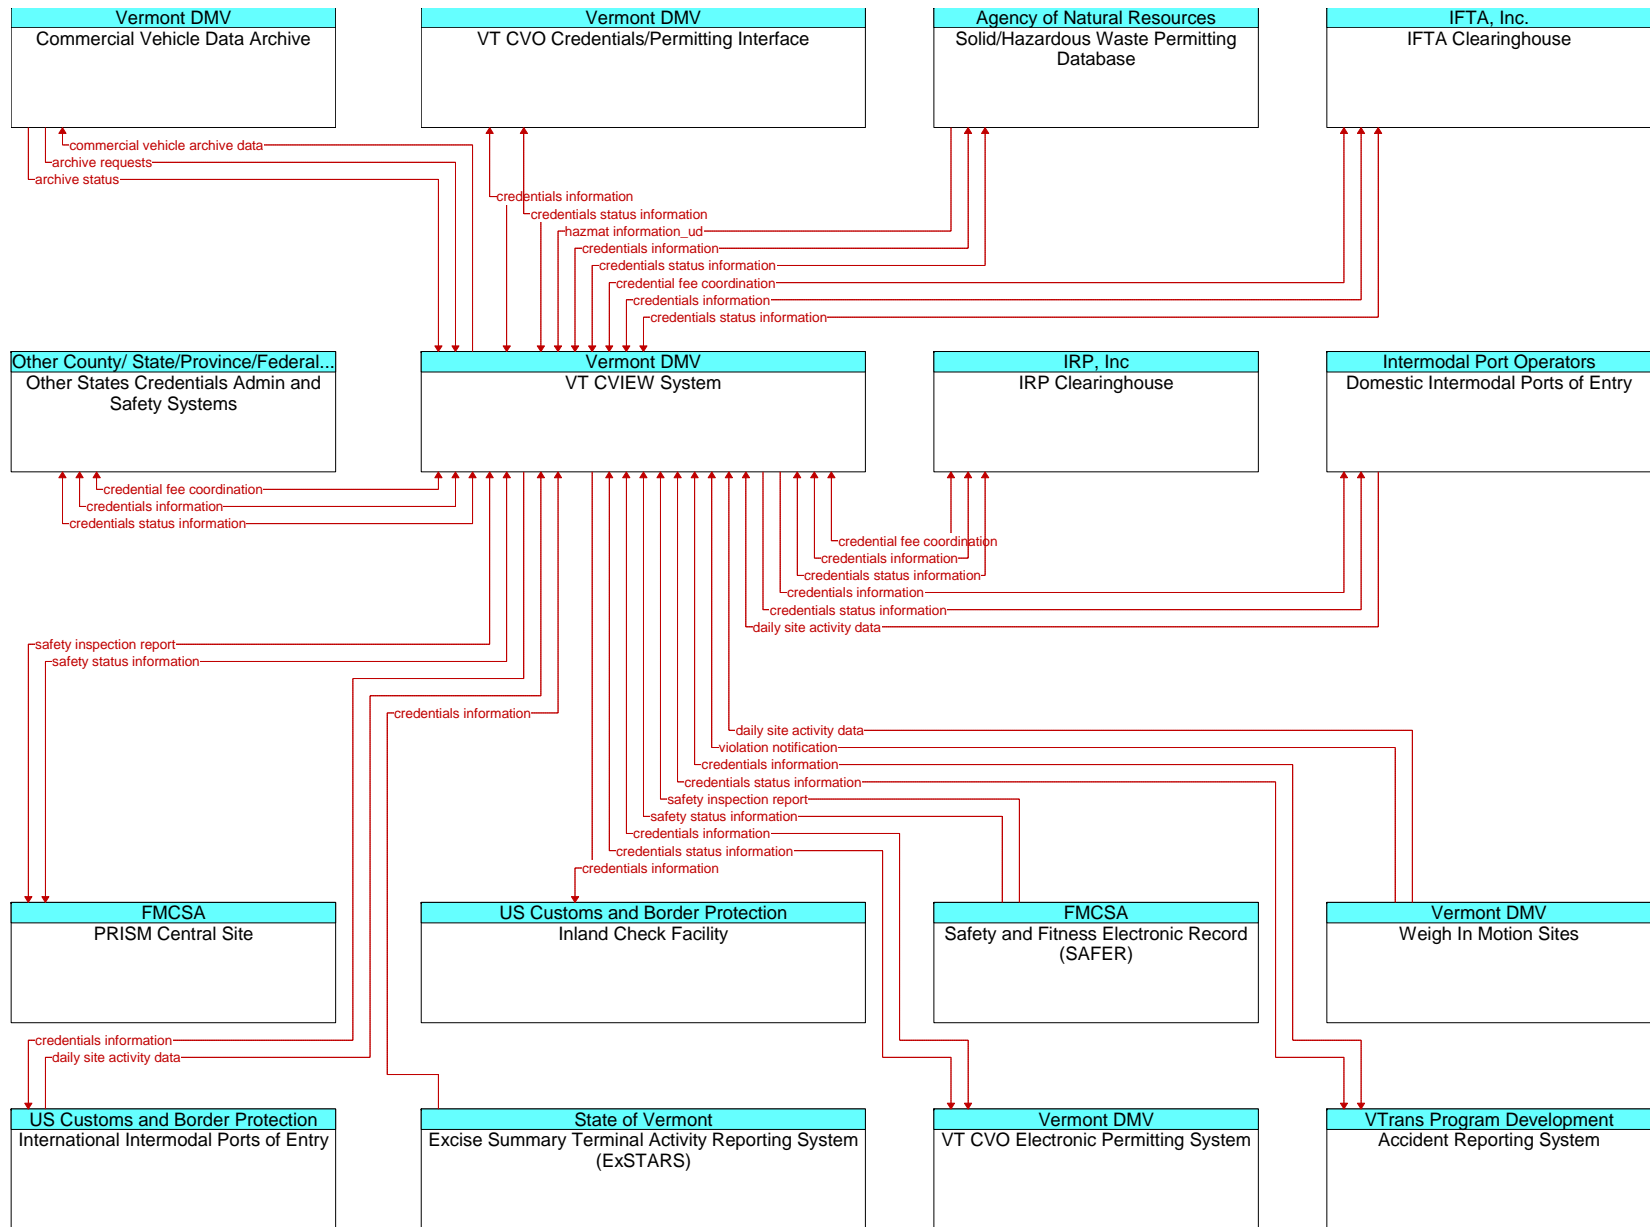 Vermont DMV
Commercial Vehicle Data Archive
Vermont DMV
VT CVO Credentials/Permitting Interface
Agency of Natural Resources
Solid/Hazardous Waste Permitting
Database
IFTA, Inc.
IFTA Clearinghouse
commercial vehicle archive data
archive requests
archive status
credentials information
credentials status information
hazmat information_ud
credentials information
credentials status information
credential fee coordination
credentials information
credentials status information
Other County/ State/Province/Federal...
Other States Credentials Admin and
Safety Systems
Vermont DMV
VT CVIEW System
IRP, Inc
IRP Clearinghouse
Intermodal Port Operators
Domestic Intermodal Ports of Entry
credential fee coordination
credentials information
credentials status information
credential fee coordination
credentials information
credentials status information
credentials information
credentials status information
daily site activity data
safety inspection report
safety status information
credentials information
daily site activity data
violation notification
credentials information
credentials status information
safety inspection report
safety status information
credentials information
credentials status information
credentials information
FMCSA
PRISM Central Site
US Customs and Border Protection
Inland Check Facility
FMCSA
Safety and Fitness Electronic Record
(SAFER)
Vermont DMV
Weigh In Motion Sites
credentials information
daily site activity data
US Customs and Border Protection
International Intermodal Ports of Entry
State of Vermont
Excise Summary Terminal Activity Reporting System
(ExSTARS)
Vermont DMV
VT CVO Electronic Permitting System
VTrans Program Development
Accident Reporting System